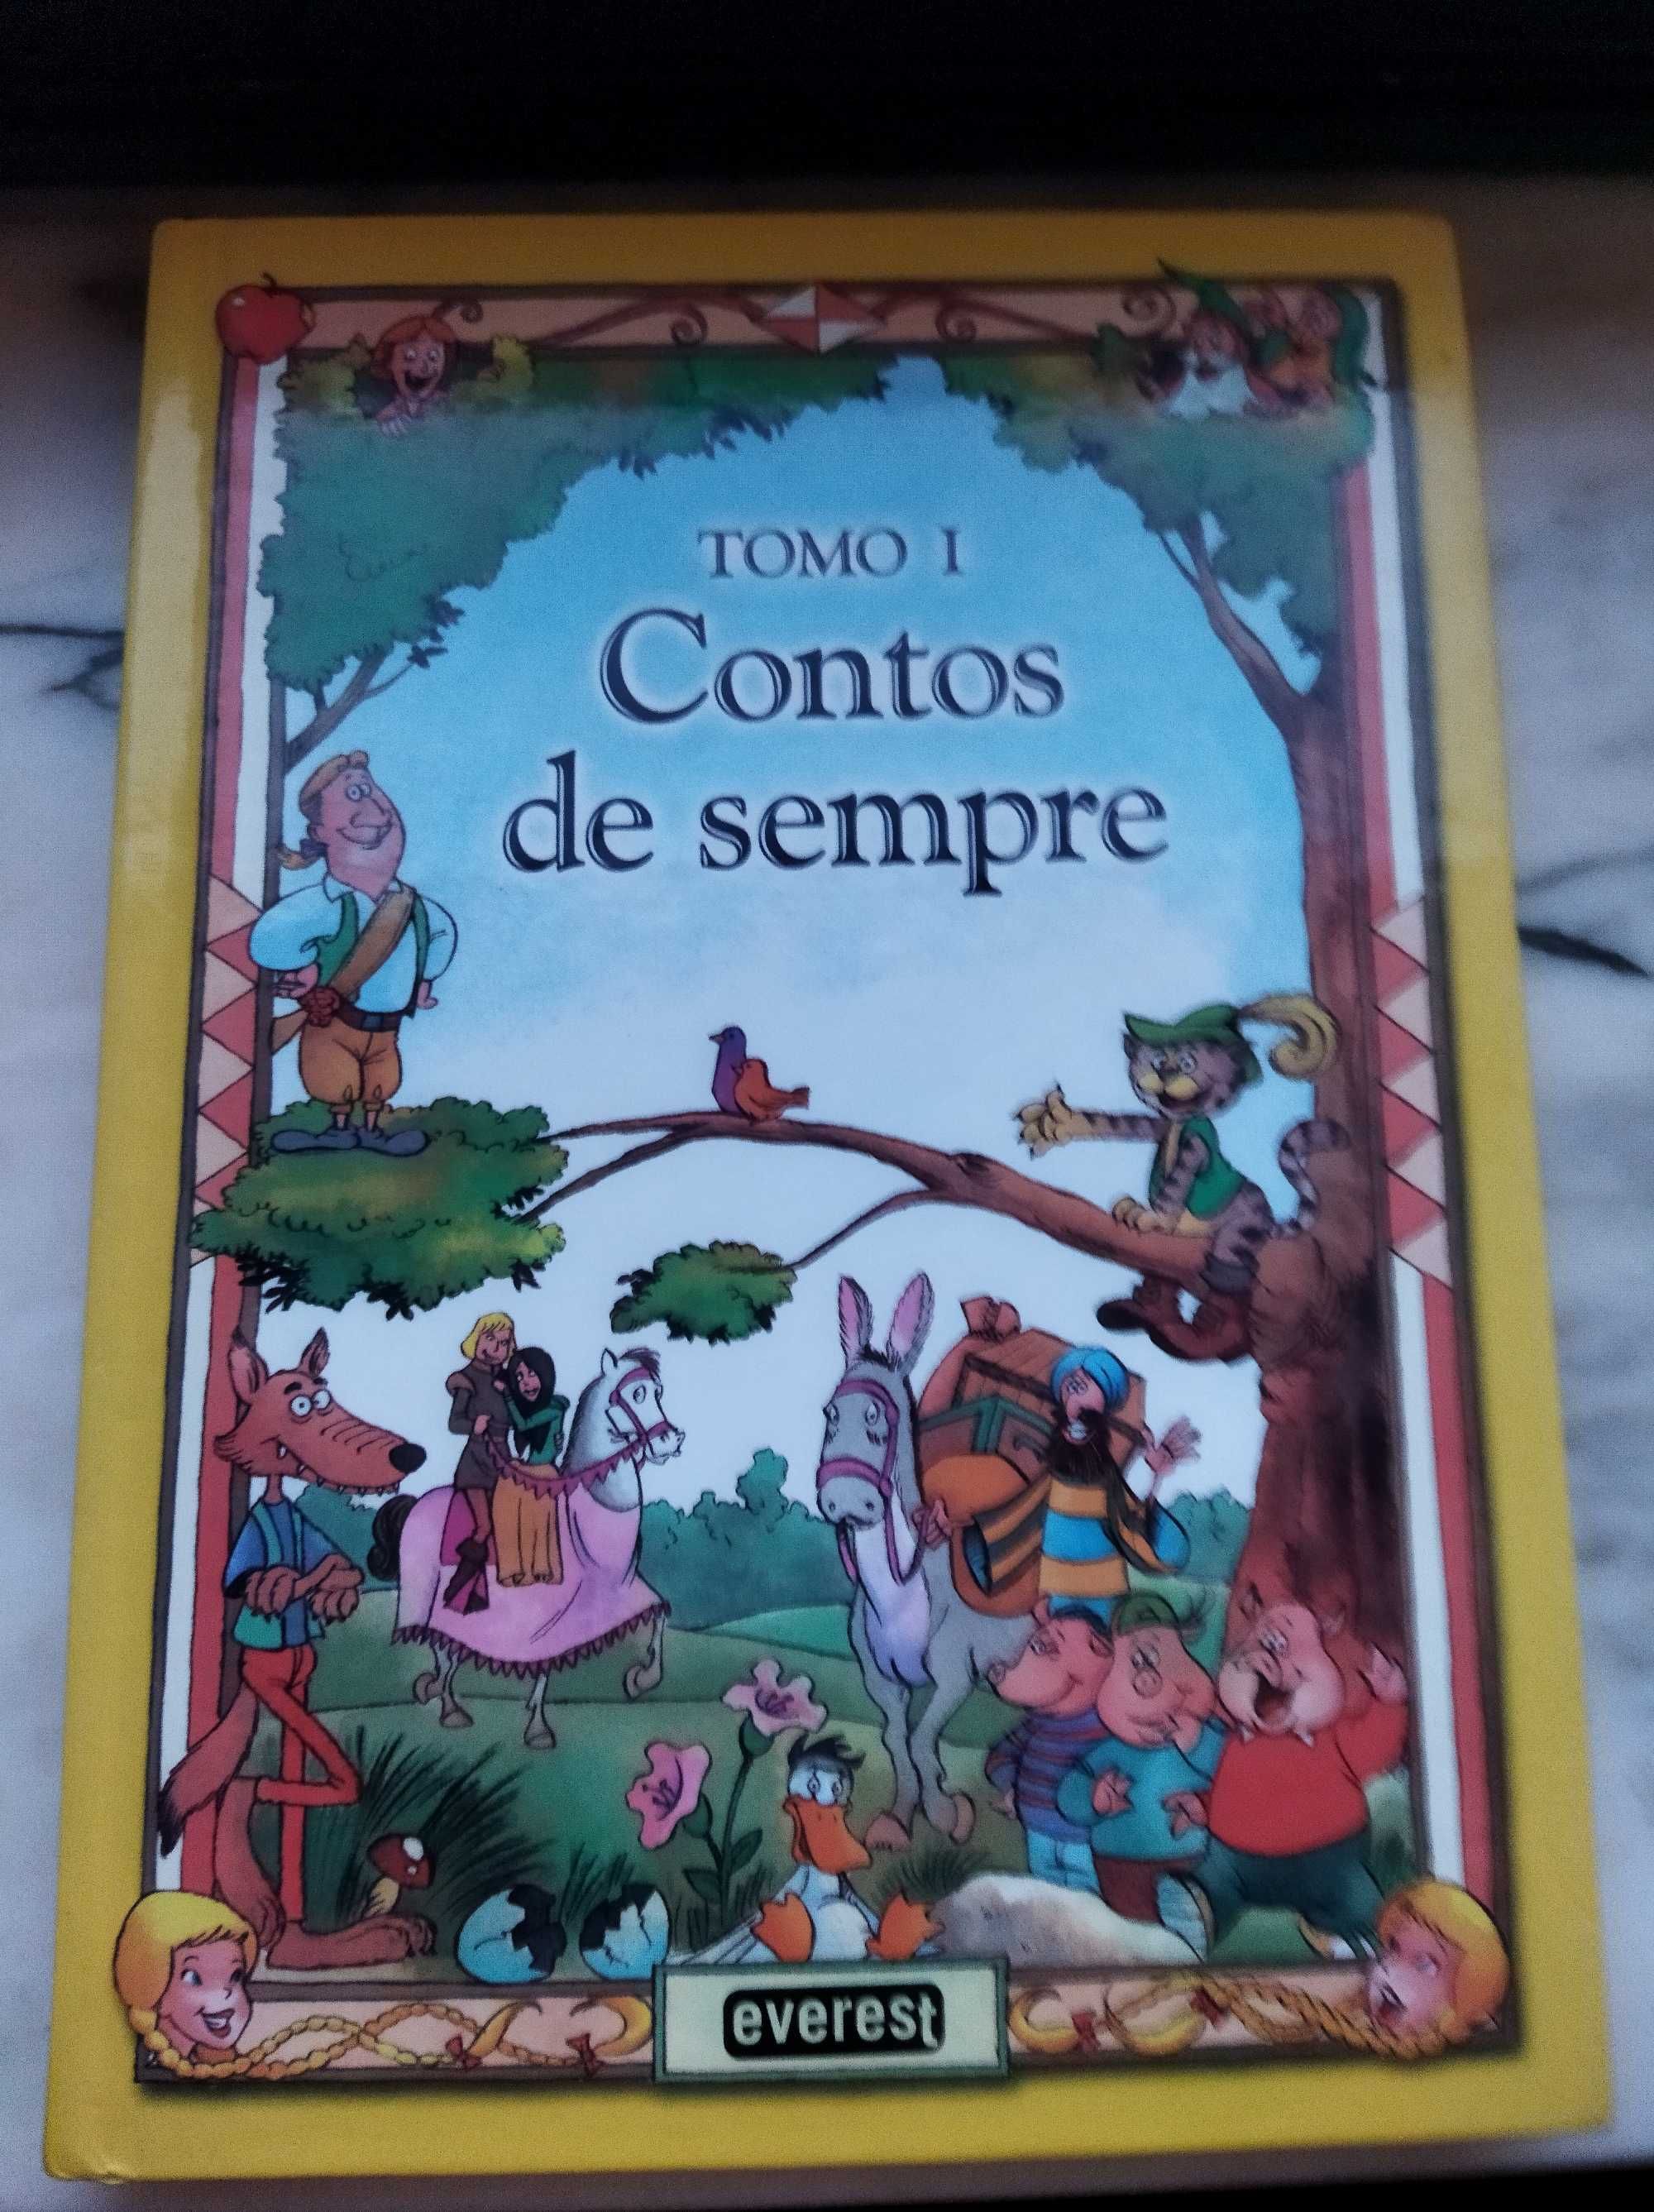 TOMO I
Contos
de sempre
everest